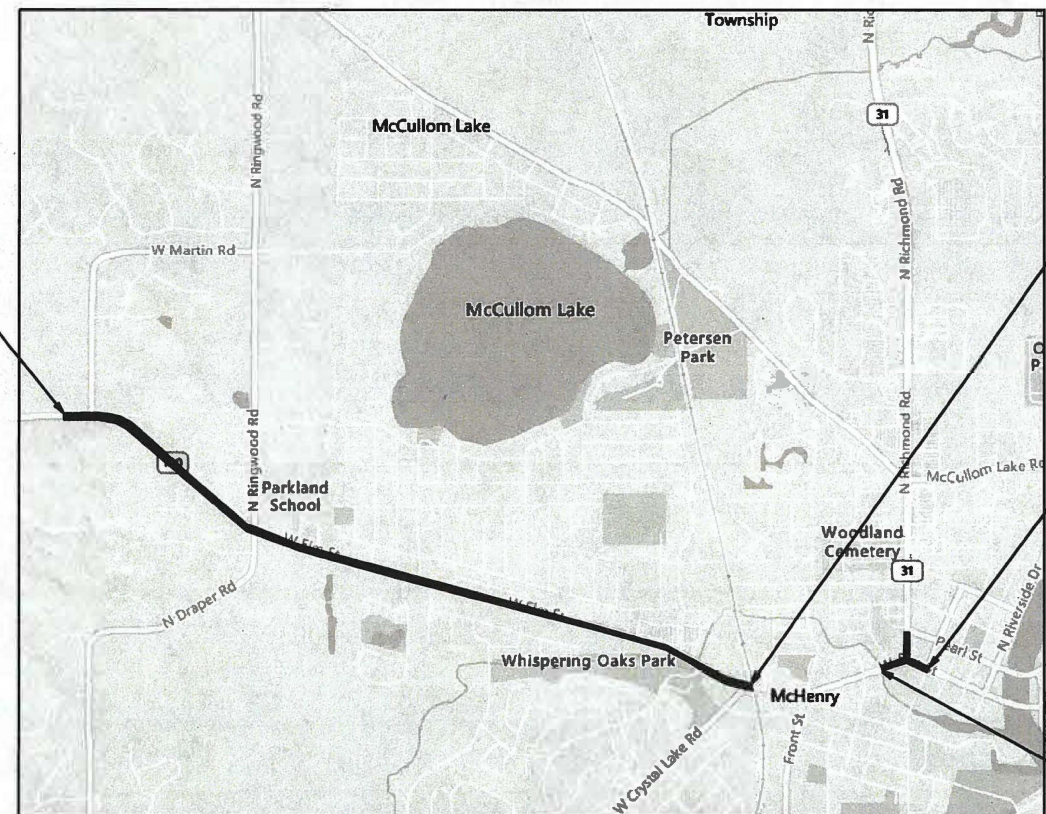 Township
N Ri
31
McCullom Lake
N Ringwood Rd
N Richmond Rd
W Martin Rd
McCullom Lake
Petersen
Park
O
P
N Ringwood Rd
N Richmond Rd
McCullom Lake Rd
Parkland
School
W Elm St
Woodland
Cemetery
31
N Riverside Dr
W Elm St
N Draper Rd
Pearl St
Whispering Oaks Park
McHenry
Front St
W Crystal Lake Rd